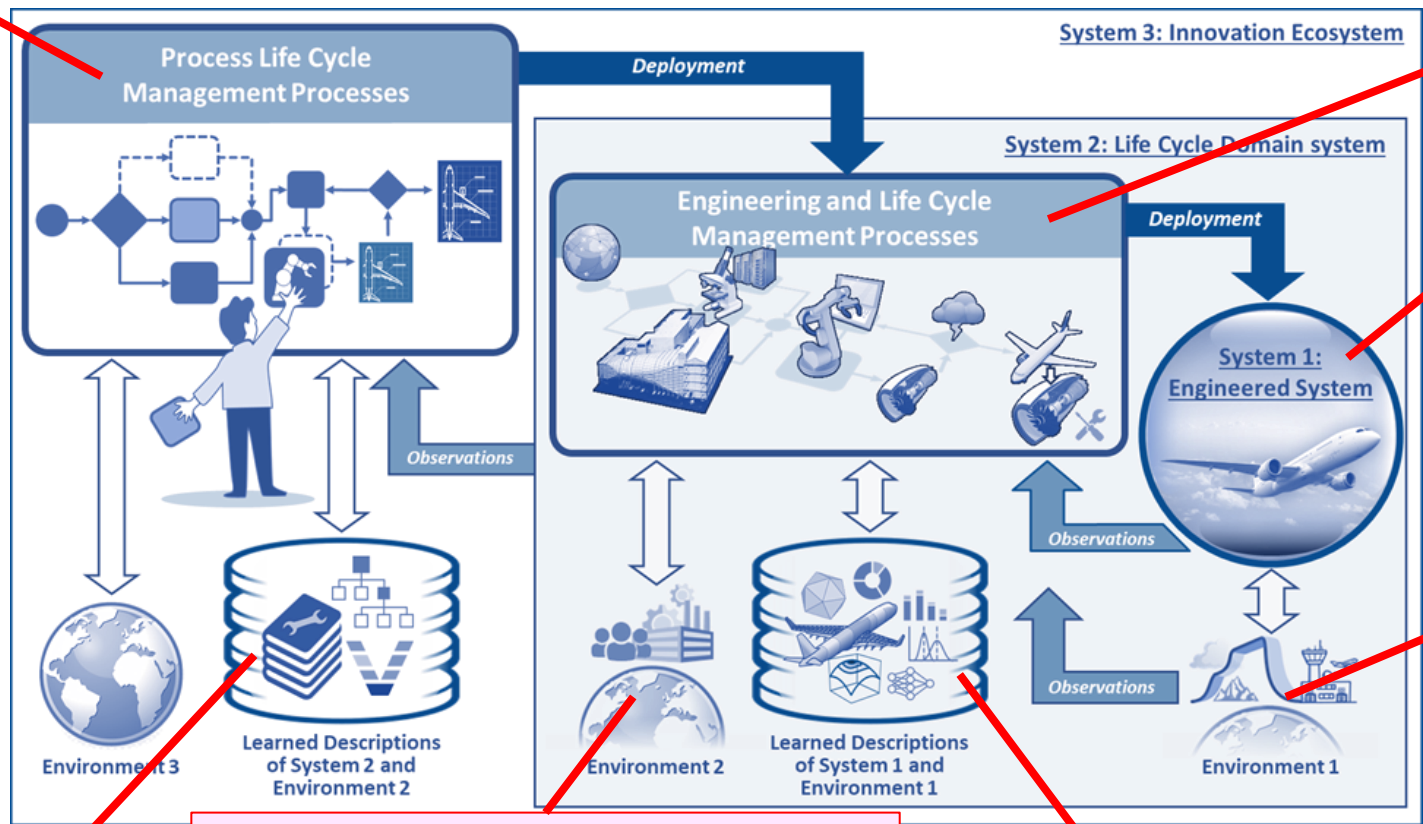 System 3: Innovation Ecosystem
Process Life Cycle
Management Processes
Deployment
System 2: Life Cycle Domain system
Engineering and Life Cycle
Management Processes
Deployment
System 1:
Engineered System
Observations
Observations
Observations
Environment 3
Learned Descriptions
of System 2 and
Environment 2
Environment 2
Learned Descriptions
of System 1 and
Environment 1
Environment 1